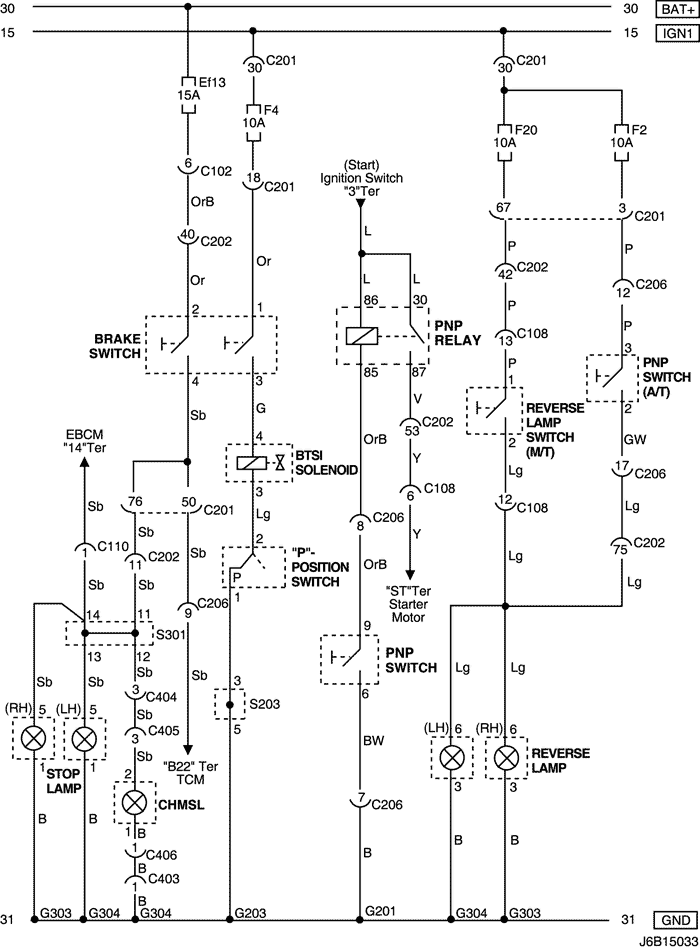 30 30 BAT+
15 15 IGN1
30 C201 30 C201
Ef13
15A
F4
10A
F20
10A
F2
10A
6 C102
18 C201
(Start)
Ignition Switch
"3"Ter
OrB
67 3 C201
40 C202
L
P P
Or Or
42 C202
12 C206
L L
P P
2 1
86 30
13 C108
BRAKE
SWITCH
PNP
RELAY
P 3
1
PNP
SWITCH
(A/T)
4 3
85 87
REVERSE
LAMP
SWITCH
(M/T)
2
2
Sb G
V
GW
EBCM
"14"Ter
4
OrB
53 C202
Lg
17 C206
BTSI
SOLENOID
Y
3
6 C108
12 C108
Lg
76 50 C201
Sb Sb
Lg
8 C206
Y
75 C202
1 C110
11 C202
Sb
2
"P"-
POSITION
SWITCH
P
OrB
Lg
Lg
"ST"Ter
Starter
Motor
Sb Sb
1
9 C206
14 11
S301
13 12
9
PNP
SWITCH
6
Sb Sb Sb Sb
3 C404
3
S203
5
Lg Lg
(RH) 5 (LH) 5
Sb
3 C405
(LH) 6 (RH) 6
BW
1 1
STOP
LAMP
Sb
"B22" Ter
TCM
REVERSE
LAMP
3 3
2
CHMSL
7 C206
B B
1 B
1 C406
B
1 C403
B
B
B B
31 G303 G304 G304 G203 G201 G304 G303 31 GND
J6B15033